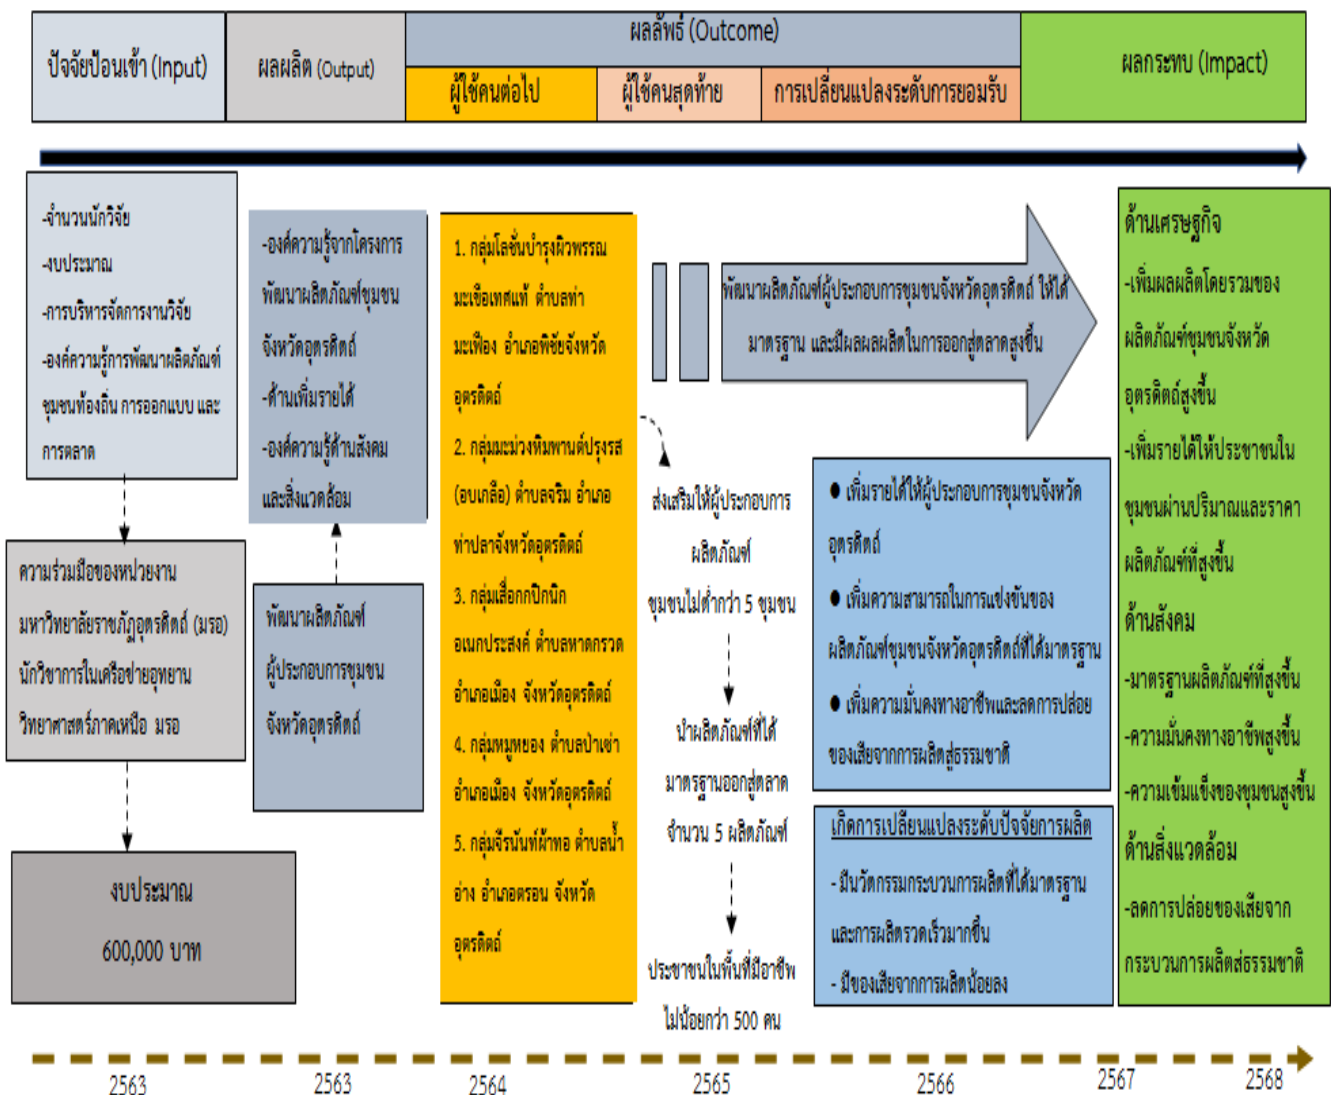 ปัจจัยป้อนเข้า (Input)
ผลผลิต (Output)
ผลลัพธ์ (Outcome)
ผู้ใช้คนต่อไป
ผู้ใช้คนสุดท้าย
การเปลี่ยนแปลงระดับการยอมรับ
ผลกระทบ (Impact)
-จำนวนนักวิจัย
-งบประมาณ
-การบริหารจัดการงานวิจัย
-องค์ความรู้การพัฒนาผลิตภัณฑ์
ชุมชนท้องถิ่น การออกแบบ และ
การตลาด
ความร่วมมือของหน่วยงาน
มหาวิทยาลัยราชภัฏอุตรดิตถ์ (มรอ)
นักวิชาการในเครือข่ายอุทยาน
วิทยาศาสตร์ภาคเหนือ มรอ
งบประมาณ
600,000 บาท
-องค์ความรู้จากโครงการ
พัฒนาผลิตภัณฑ์ชุมชน
จังหวัดอุตรดิตถ์
-ด้านเพิ่มรายได้
-องค์ความรู้ด้านสังคม
และสิ่งแวดล้อม
พัฒนาผลิตภัณฑ์
ผู้ประกอบการชุมชน
จังหวัดอุตรดิตถ์
1. กลุ่มโลชั่นบำรุงผิวพรรณ
มะเขือเทศแท้ ตำบลท่า
มะเฟือง อำเภอพิชัยจังหวัด
อุตรดิตถ์
2. กลุ่มมะม่วงหิมพานต์ปรุงรส
(อบเกลือ) ตำบลจริม อำเภอ
ท่าปลาจังหวัดอุตรดิตถ์
3. กลุ่มเสื่อกกปิกนิก
อเนกประสงค์ ตำบลหาดกรวด
อำเภอเมือง จังหวัดอุตรดิตถ์
4. กลุ่มหมูหยอง ตำบลป่าเซ่า
อำเภอเมือง จังหวัดอุตรดิตถ์
5. กลุ่มจิรนันท์ผ้าทอ ตำบลน้ำ
อ่าง อำเภอตรอน จังหวัด
อุตรดิตถ์
พัฒนาผลิตภัณฑ์ผู้ประกอบการชุมชนจังหวัดอุตรดิตถ์ ให้ได้
มาตรฐาน และมีผลผลผลิตในการออกสู่ตลาดสูงขึ้น
ส่งเสริมให้ผู้ประกอบการ
ผลิตภัณฑ์
ชุมชนไม่ต่ำกว่า 5 ชุมชน
นำผลิตภัณฑ์ที่ได้
มาตรฐานออกสู่ตลาด
จำนวน 5 ผลิตภัณฑ์
ประชาชนในพื้นที่มีอาชีพ
ไม่น้อยกว่า 500 คน
● เพิ่มรายได้ให้ผู้ประกอบการชุมชนจังหวัด
อุตรดิตถ์
● เพิ่มความสามารถในการแข่งขันของ
ผลิตภัณฑ์ชุมชนจังหวัดอุตรดิตถ์ที่ได้มาตรฐาน
● เพิ่มความมั่นคงทางอาชีพและลดการปล่อย
ของเสียจากการผลิตสู่ธรรมชาติ
เกิดการเปลี่ยนแปลงระดับปัจจัยการผลิต
- มีนวัตกรรมกระบวนการผลิตที่ได้มาตรฐาน
และการผลิตรวดเร็วมากขึ้น
- มีของเสียจากการผลิตน้อยลง
ด้านเศรษฐกิจ
-เพิ่มผลผลิตโดยรวมของ
ผลิตภัณฑ์ชุมชนจังหวัด
อุตรดิตถ์สูงขึ้น
-เพิ่มรายได้ให้ประชาชนใน
ชุมชนผ่านปริมาณและราคา
ผลิตภัณฑ์ที่สูงขึ้น
ด้านสังคม
-มาตรฐานผลิตภัณฑ์ที่สูงขึ้น
-ความมั่นคงทางอาชีพสูงขึ้น
-ความเข้มแข็งของชุมชนสูงขึ้น
ด้านสิ่งแวดล้อม
-ลดการปล่อยของเสียจาก
กระบวนการผลิตสู่ธรรมชาติ
2563
2563
2564
2565
2566
2567
2568